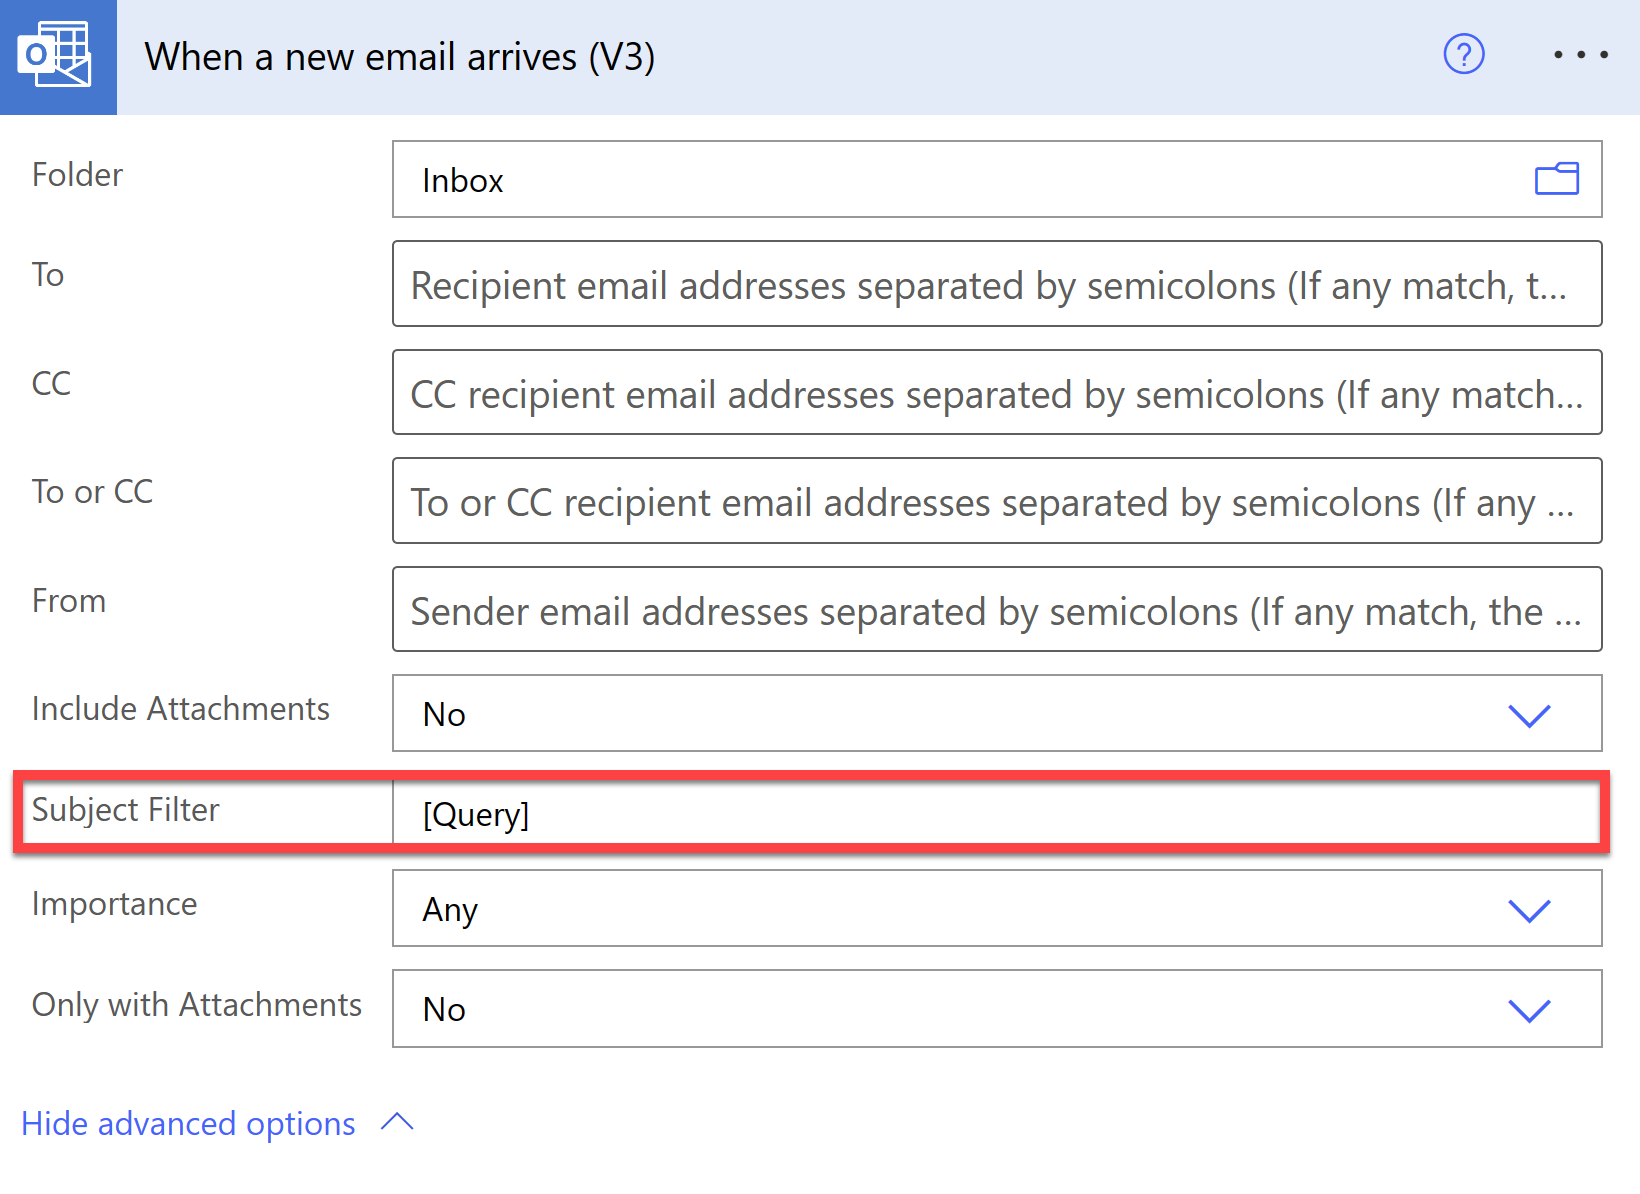 When a new email arrives (V3)
Folder
Inbox
To
Recipient email addresses separated by semicolons (If any match, t...
CC
CC recipient email addresses separated by semicolons (If any match...
To or CC
To or CC recipient email addresses separated by semicolons (If any ...
From
Sender email addresses separated by semicolons (If any match, the ...
Include Attachments
No
Subject Filter
[Query]
Importance
Any
Only with Attachments
No
Hide advanced options